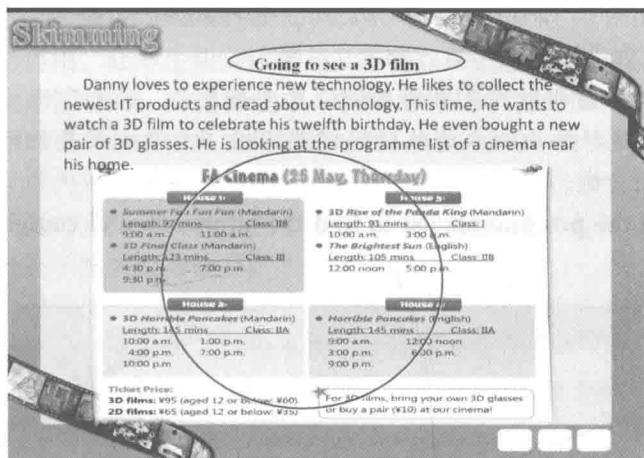 Skimming
Going to see a 3D film
Danny loves to experience new technology. He likes to collect the
newest IT products and read about technology. This time, he wants to
watch a 3D film to celebrate his twelfth birthday. He even bought a new
pair of 3D glasses. He is looking at the programme list of a cinema near
his home.
FA Cinema (25 May, Thursday)
House 1
Summer Fun Fun Fun (Mandarin)
Length: 97 mins Class: IIB
9:00 a.m. 11:00 a.m.
3D Final Class (Mandarin)
Length: 123 mins Class: III
4:30 p.m. 7:00 p.m.
9:30 p.m.
House 3
3D Rise of the Panda King (Mandarin)
Length: 91 mins Class: I
10:00 a.m. 3:00 p.m.
The Brightest Sun (English)
Length: 105 mins Class: IIB
12:00 noon 5:00 p.m.
House 2
3D Horrible Pancakes (Mandarin)
Length: 145 mins Class: IIA
10:00 a.m. 1:00 p.m.
4:00 p.m. 7:00 p.m.
10:00 p.m
House
Horrible Pancakes (English)
Length: 145 mins Class: IIA
9:00 a.m. 12:00 noon
3:00 p.m. 6:00 p.m.
9:00 p.m.
Ticket Price:
3D films: ¥95 (aged 12 or below: ¥60)
2D films: ¥65 (aged 12 or below: ¥35)
For 3D films, bring your own 3D glasses
or buy a pair (¥10) at our cinema!